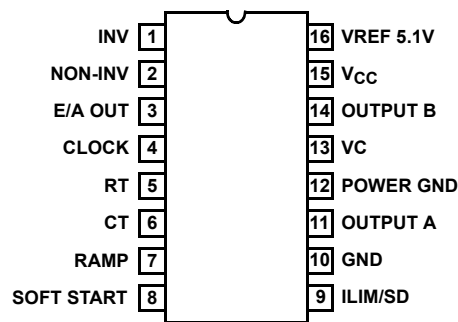 INV 1 16 VREF 5.1V
NON-INV 2 15 VCC
E/A OUT 3 14 OUTPUT B
CLOCK 4 13 VC
RT 5 12 POWER GND
CT 6 11 OUTPUT A
RAMP 7 10 GND
SOFT START 8 9 ILIM/SD